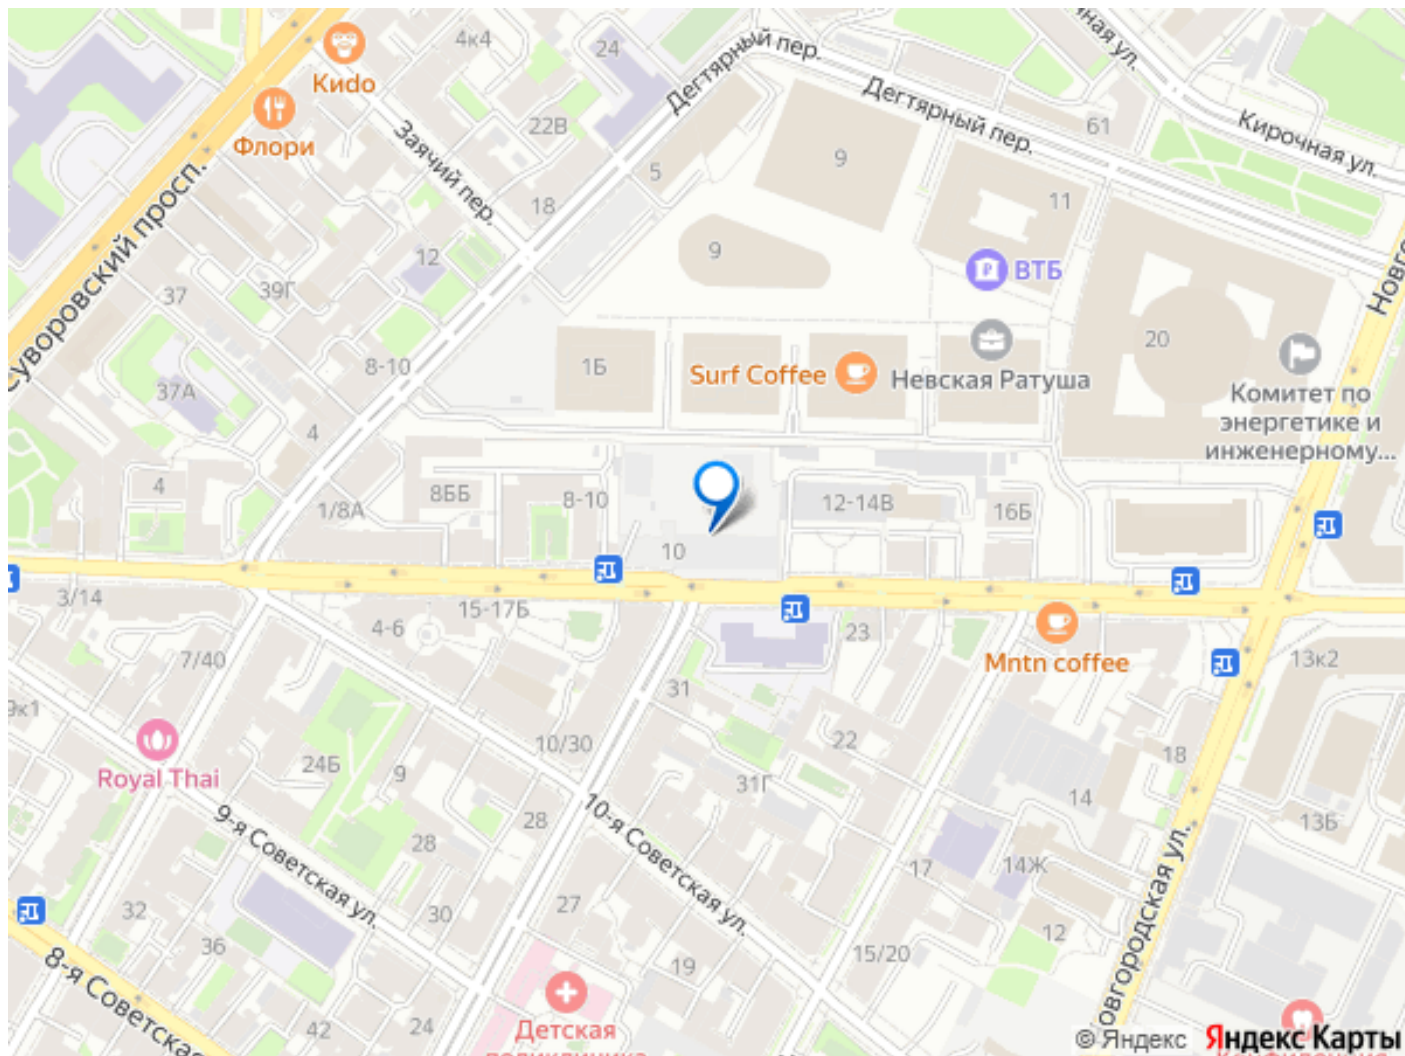 4к4
24
Кидо
Флори
22В
Заячий пер.
Дегтярный пер.
Дегтярный пер.
61
Кирочная ул.
Суворовский просп.
5
9
11
18
12
9
ВТБ
37
39Г
20
8-10
1Б
Surf Coffee
Невская Ратуша
Комитет по
энергетике и
инженерному...
37А
4
4
8ББ
8-10
1/8А
12-14В
16Б
10
3/14
15-17Б
4-6
23
Mntn coffee
7/40
13к2
31
9к1
Royal Thai
24Б
9
10/30
22
18
31Г
14
13Б
28
28
10-я Советская ул.
9-я Советская ул.
17
14Ж
32
30
27
36
12
15/20
19
8-я Советская
42
24
Детская
поликлиника
© Яндекс
Яндекс Карты